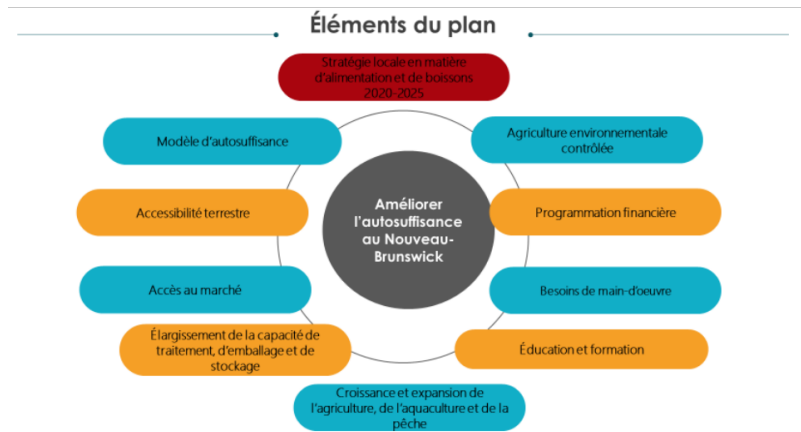 Éléments du plan
Stratégie locale en matière
d'alimentation et de boissons
2020-2025
Modèle d'autosuffisance
Agriculture environnementale
contrôlée
Accessibilité terrestre
Améliorer
l'autosuffisance
au Nouveau-
Brunswick
Programmation financière
Accès au marché
Besoins de main-d'oeuvre
Élargissement de la capacité de
traitement, d'emballage et de
stockage
Éducation et formation
Croissance et expansion de
l'agriculture, de l'aquaculture et de la
pêche